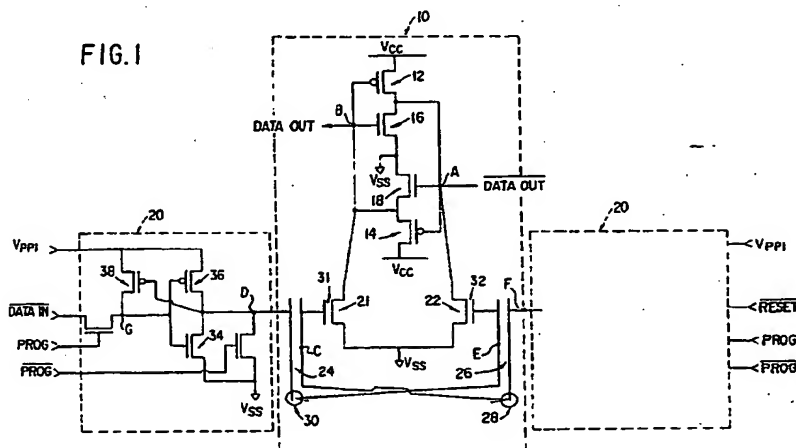 FIG.1
10
VCC
12
B
DATA OUT
16
A
VSS
DATA OUT
18
14
VCC
20
20
VPP1
38
36
31
32
F
VPP1
D
21
22
DATA IN
G
RESET
PROG
34
C
E
PROG
PROG
VSS
24
26
PROG
VSS
30
28